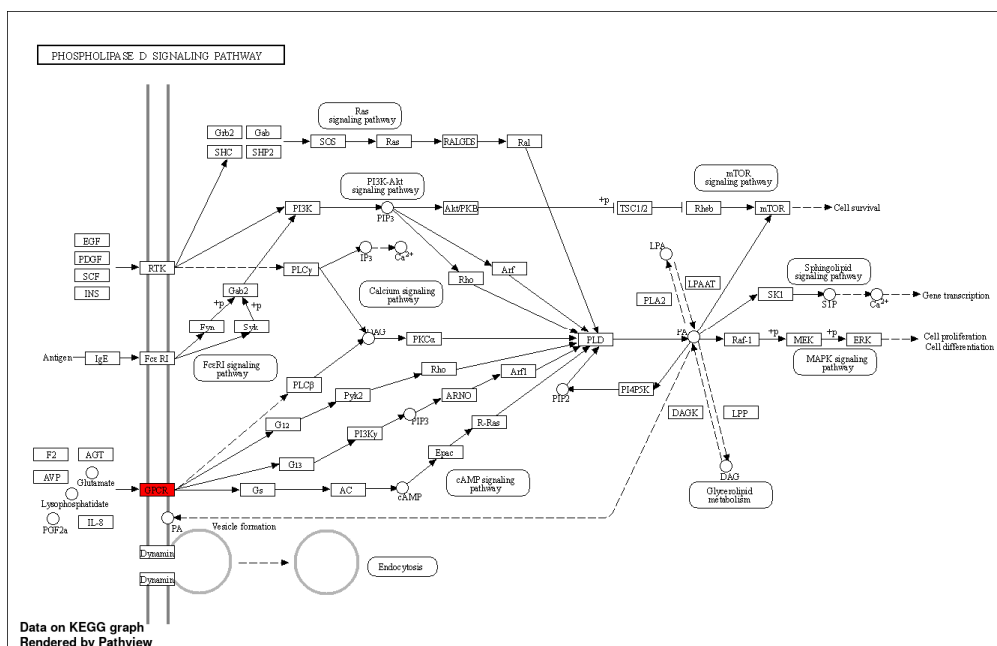 PHOSPHOLIPASE D SIGNALING PATHWAY
Ras
signaling pathway
Grb2
Gab
SHC
SHP2
SOS
Ras
RALGDS
Ral
PI3K-Akt
signaling pathway
mTOR
signaling pathway
PI3K
PIP3
Akt/PKB
+p
TSC1/2
Rheb
mTOR
Cell survival
EGF
PDGF
SCF
INS
RTK
PLCγ
IP3
Ca2+
Rho
Arf
LPA
LPAAT
PLA2
Sphingolipid
signaling pathway
SK1
S1P
Ca2+
Gene transcription
Calcium signaling
pathway
Gab2
+p
+p
Fyn
Syk
Antigen
IgE
FcεRI
FcεRI signaling
pathway
DAG
PKCα
PLD
PA
Raf-1
+p
MEK
+p
ERK
Cell proliferation
Cell differentiation
MAPK signaling
pathway
PLCβ
Rho
Arf1
Pyk2
ARNO
PIP2
PI4P5K
G12
PI3Kγ
PIP3
R-Ras
DAGK
LPP
G13
Epac
cAMP signaling
pathway
DAG
Glycerolipid
metabolism
F2
AGT
AVP
Glutamate
Lysophosphatidate
PGF2a
IL-8
GPCR
Gs
AC
cAMP
PA
Vesicle formation
Dynamin
Dynamin
Endocytosis
Data on KEGG graph
Rendered by Pathview